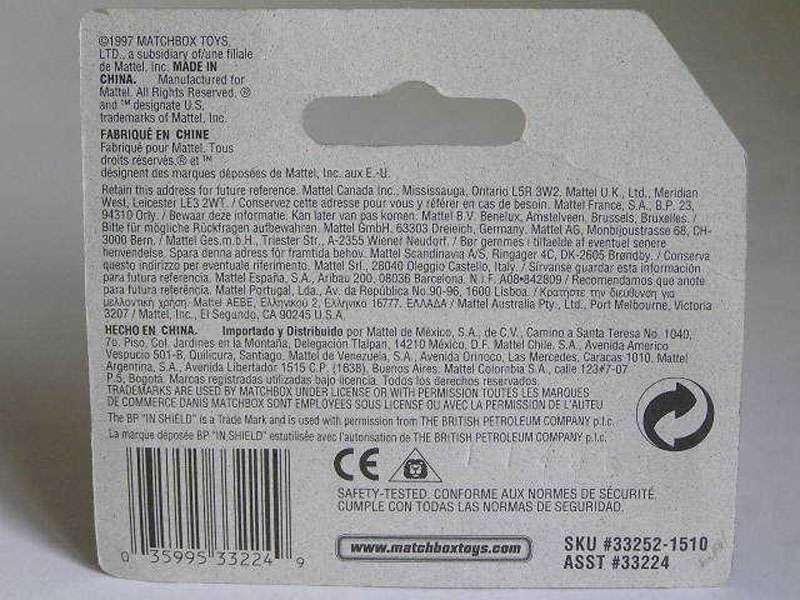 ©1997 MATCHBOX TOYS,
LTD., a subsidiary of/une filiale
de Mattel, Inc. MADE IN
CHINA. Manufactured for
Mattel. All Rights Reserved. ®
and ™ designate U.S.
trademarks of Mattel, Inc.
FABRIQUÉ EN CHINE
Fabriqué pour Mattel. Tous
droits réservés.® et ™
désignent des marques déposées de Mattel, Inc. aux E.-U.
Retain this address for future reference. Mattel Canada Inc., Mississauga, Ontario L5R 3W2. Mattel U.K., Ltd., Meridian
West, Leicester LE3 2WT. / Conservez cette adresse pour vous y référer en cas de besoin. Mattel France, S.A., B.P. 23,
94310 Orly. / Bewaar deze informatie. Kan later van pas komen. Mattel B.V. Benelux, Amstelveen. Brussels, Bruxelles. /
Bitte für mögliche Rückfragen aufbewahren. Mattel GmbH. 63303 Dreieich, Germany. Mattel AG, Monbijoustrasse 68, CH-
3000 Bern. / Mattel Ges.m.b.H., Triester Str., A-2355 Wiener Neudorf. / Bør gemmes i tilfaelde af eventuel senere
henvendelse. Spara denna adress för framtida behov. Mattel Scandinavia A/S, Ringager 4C, DK-2605 Brøndby. / Conserva
questo indirizzo per eventuale riferimento. Mattel Srl., 28040 Oleggio Castello, Italy. / Sírvanse guardar esta información
para futura referencia. Mattel España, S.A., Aribau 200, 08036 Barcelona. N.I.F. A08•842809 / Recomendamos que anote
para futura referência. Mattel Portugal, Lda., Av. da República No.90-96, 1600 Lisboa. / Κρατηστε την διεύθυνση για
μελλοντική χρήση. Mattel AEBE, Ελληνικού 2, Ελληνικο 16777. ΕΛΛΑΔΑ / Mattel Australia Pty., Ltd., Port Melbourne, Victoria
3207 / Mattel, Inc., El Segundo, CA 90245 U.S.A.
HECHO EN CHINA. Importado y Distribuido por Mattel de México, S.A., de C.V., Camino a Santa Teresa No. 1040,
7o. Piso, Col. Jardines en la Montaña, Delegación Tlalpan, 14210 México, D.F. Mattel Chile, S.A., Avenida Americo
Vespucio 501-B, Quilicura, Santiago. Mattel de Venezuela, S.A., Avenida Orinoco, Las Mercedes, Caracas 1010. Mattel
Argentina, S.A., Avenida Libertador 1515 C.P. (1638), Buenos Aires. Mattel Colombia S.A., calle 123#7-07
P.5, Bogotá. Marcas registradas utilizadas bajo licencia. Todos los derechos reservados.
TRADEMARKS ARE USED BY MATCHBOX UNDER LICENSE OR WITH PERMISSION TOUTES LES MARQUES
DE COMMERCE DANIS MATCHBOX SONT EMPLOYEES SOUS LICENSE OU AVEC LA PERMISSION DE L'AUTEU
The BP "IN SHIELD" is a Trade Mark and is used with permission from THE BRITISH PETROLEUM COMPANY p.l.c.
La marque déposée BP "IN SHIELD" estutilisée avec l'autorisation de THE BRITISH PETROLEUM COMPANY p.l.c.
CE
SAFETY-TESTED. CONFORME AUX NORMES DE SÉCURITÉ.
CUMPLE CON TODAS LAS NORMAS DE SEGURIDAD.
0 35995 33224 9
www.matchboxtoys.com
SKU #33252-1510
ASST #33224